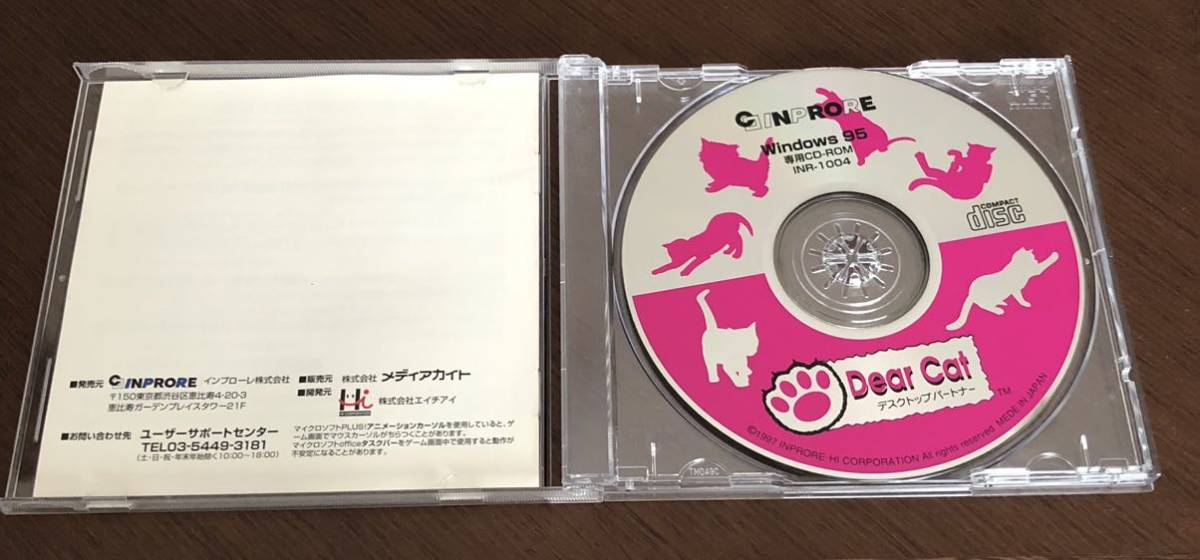 ■発売元 INPRORE インプローレ株式会社
〒150東京都渋谷区恵比寿4-20-3
恵比寿ガーデンプレイスタワー21F
■お問い合わせ先 ユーザーサポートセンター
TEL03-5449-3181
(土・日・祝・年末年始除く10:00~18:00)
■販売元 株式会社 メディアカイト
■開発元 Hi 株式会社エイチアイ
HI CORPORATION
マイクロソフトPLUS!アニメーションカーソルを使用していると、ゲ
ーム画面でマウスカーソルがちらつくことがあります。
マイクロソフトofficeタスクバーをゲーム画面中で使用すると動作が
不安定になることがあります。
INPRORE
Windows 95
専用CD-ROM
INR-1004
COMPACT
disc
Dear Cat
デスクトップパートナー
TM
©1997 INPRORE HI CORPORATION All rights reserved. MEDE IN JAPAN
TM049C